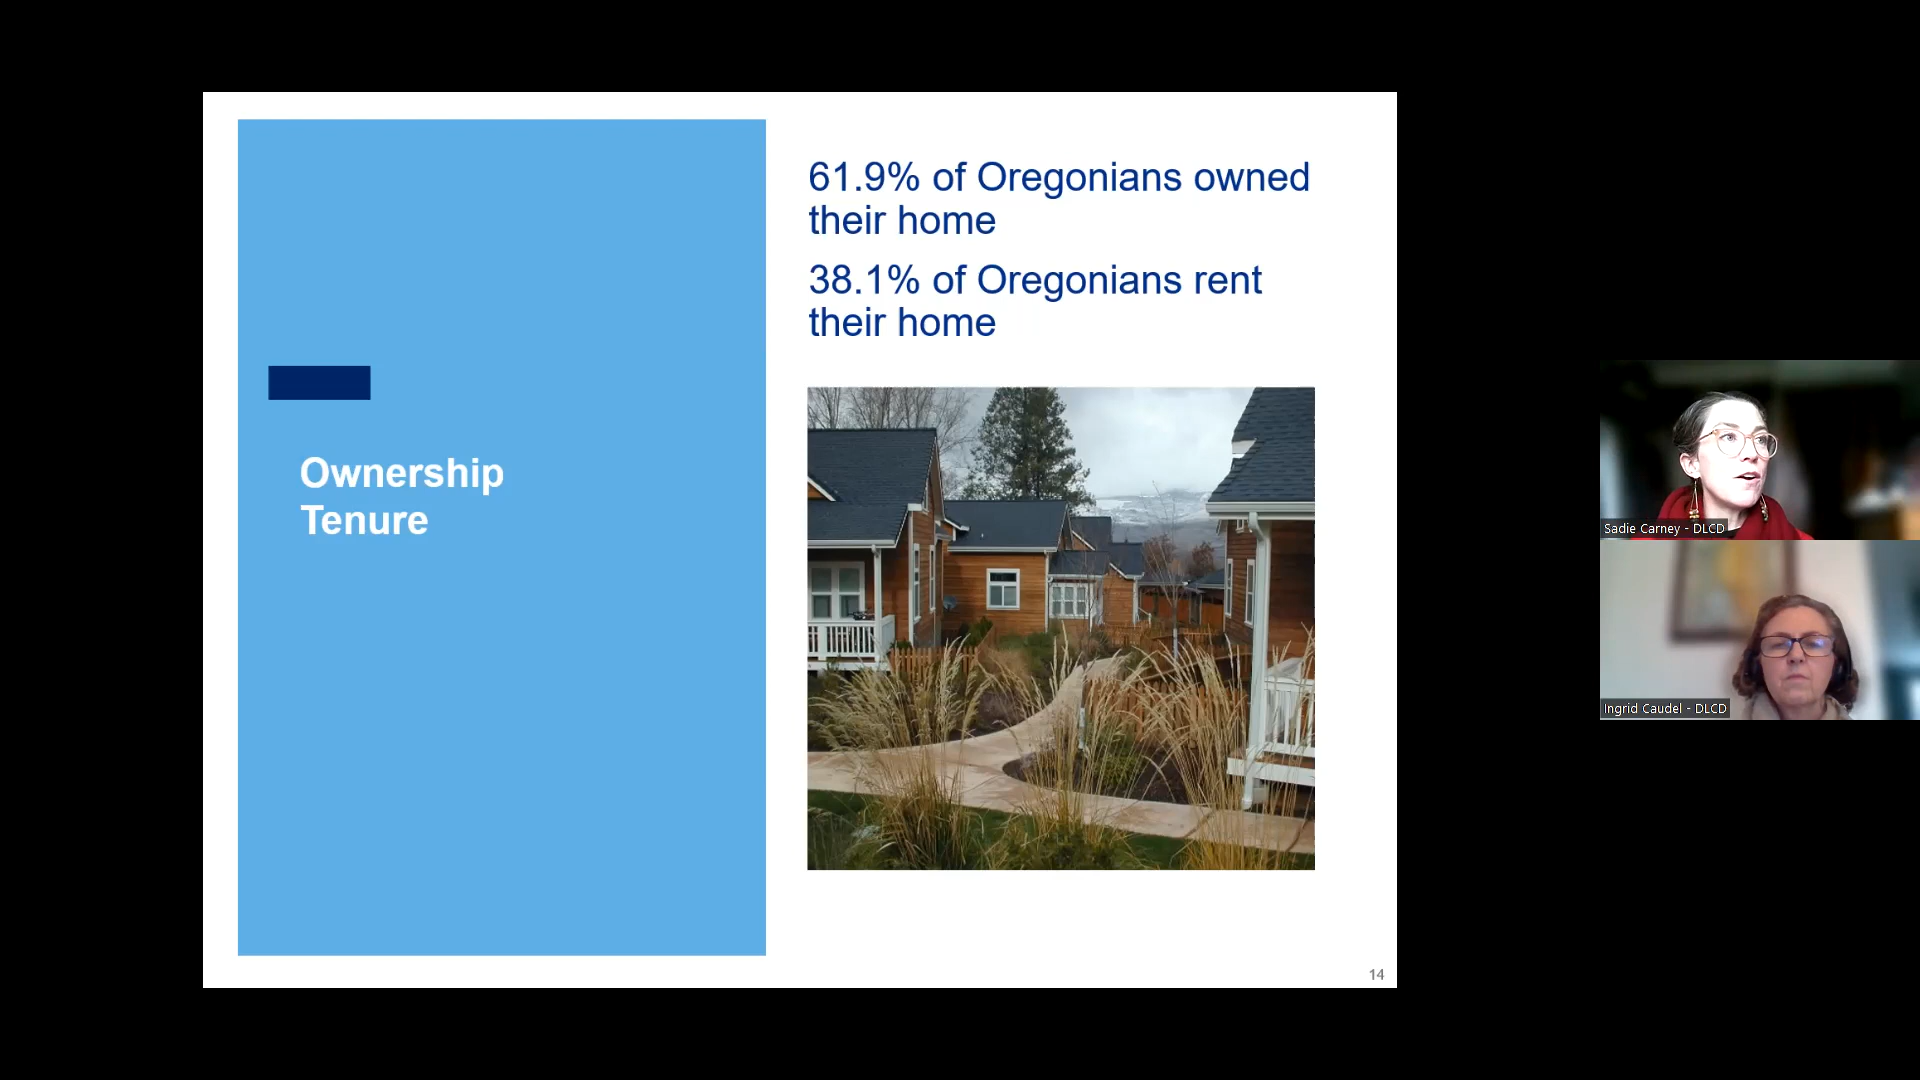 61.9% of Oregonians owned
their home
38.1% of Oregonians rent
their home
Ownership
Tenure
14
Sadie Carney - DLCD
Ingrid Caudel - DLCD